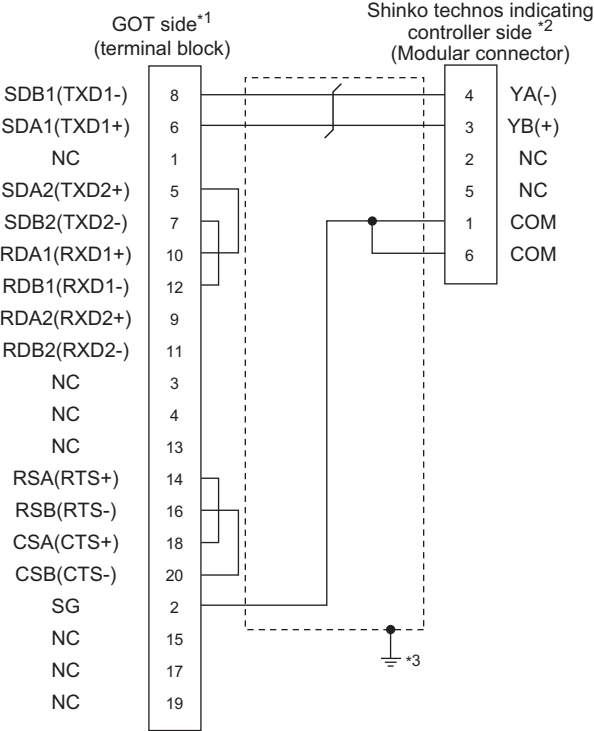 GOT side*1
(terminal block)
Shinko technos indicating
controller side *2
(Modular connector)
SDB1(TXD1-) 8 4 YA(-)
SDA1(TXD1+) 6 3 YB(+)
NC 1 2 NC
SDA2(TXD2+) 5 5 NC
SDB2(TXD2-) 7 1 COM
RDA1(RXD1+) 10 6 COM
RDB1(RXD1-) 12
RDA2(RXD2+) 9
RDB2(RXD2-) 11
NC 3
NC 4
NC 13
RSA(RTS+) 14
RSB(RTS-) 16
CSA(CTS+) 18
CSB(CTS-) 20
SG 2
NC 15
*3
NC 17
NC 19